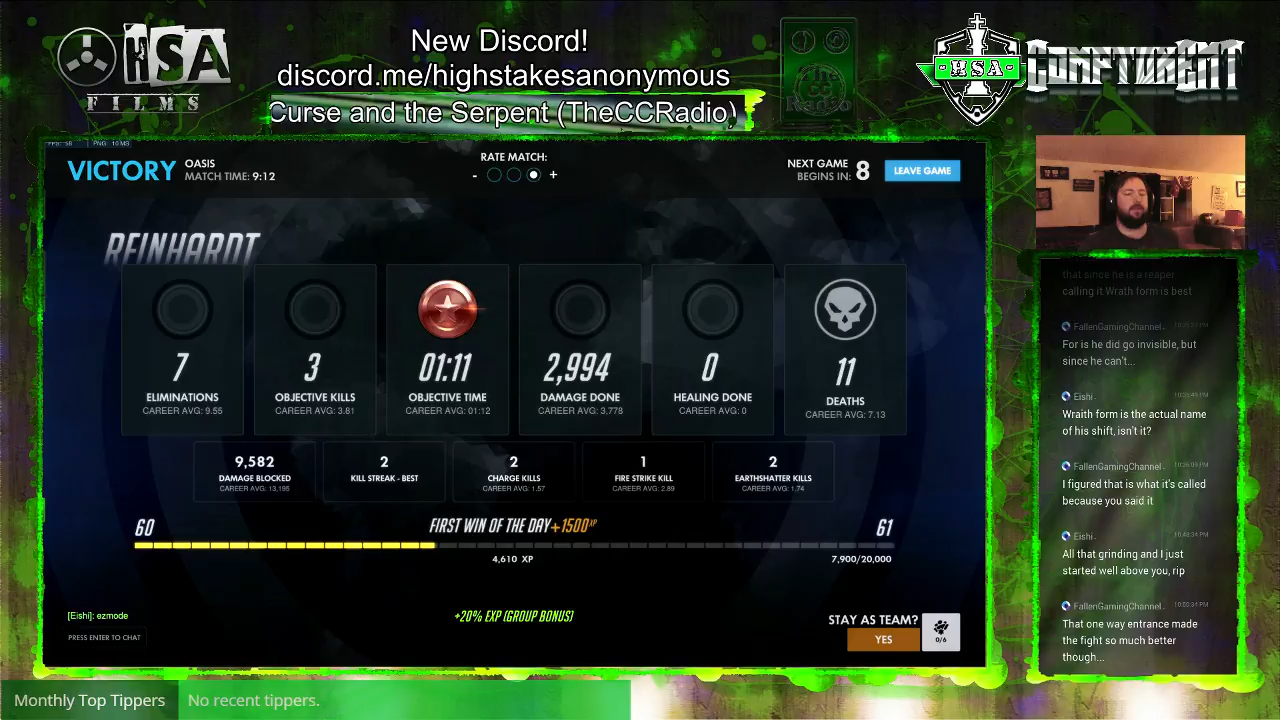 HSA
FILMS
New Discord!
discord.me/highstakesanonymous
Curse and the Serpent (TheCCRadio)
The
CC
Radio
HSA
FPS: 58
PNG: 10 MS
VICTORY
OASIS
MATCH TIME: 9:12
RATE MATCH:
- +
NEXT GAME
BEGINS IN: 8
LEAVE GAME
REINHARDT
7
ELIMINATIONS
CAREER AVG: 9.55
3
OBJECTIVE KILLS
CAREER AVG: 3.81
01:11
OBJECTIVE TIME
CAREER AVG: 01:12
2,994
DAMAGE DONE
CAREER AVG: 3,778
0
HEALING DONE
CAREER AVG: 0
11
DEATHS
CAREER AVG: 7.13
9,582
DAMAGE BLOCKED
CAREER AVG: 13,195
2
KILL STREAK - BEST
2
CHARGE KILLS
CAREER AVG: 1.57
1
FIRE STRIKE KILL
CAREER AVG: 2.89
2
EARTHSHATTER KILLS
CAREER AVG: 1.74
60
FIRST WIN OF THE DAY +1500 XP
61
4,610 XP
7,900/20,000
[Eishi]: ezmode
PRESS ENTER TO CHAT
+20% EXP (GROUP BONUS)
STAY AS TEAM?
YES
0/6
that since he is a reaper
calling it Wrath form is best
FallenGamingChannel
For is he did go invisible, but
since he can't...
Eishi
Wraith form is the actual name
of his shift, isn't it?
FallenGamingChannel
I figured that is what it's called
because you said it
Eishi
All that grinding and I just
started well above you, rip
FallenGamingChannel
That one way entrance made
the fight so much better
though...
Monthly Top Tippers
No recent tippers.